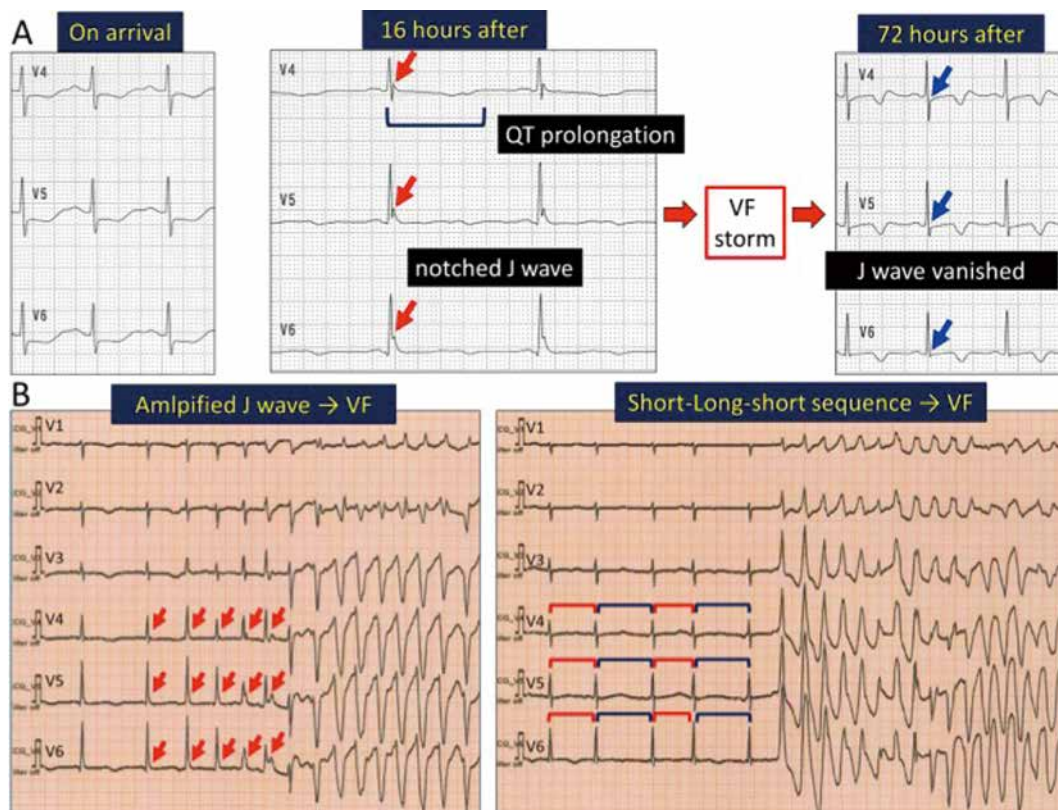 A
On arrival
16 hours after
72 hours after
V4
V5
V6
V4
V5
V6
QT prolongation
notched J wave
VF
storm
V4
V5
V6
J wave vanished
B
Amlpified J wave → VF
Short-Long-short sequence → VF
V1
V2
V3
V4
V5
V6
V1
V2
V3
V4
V5
V6